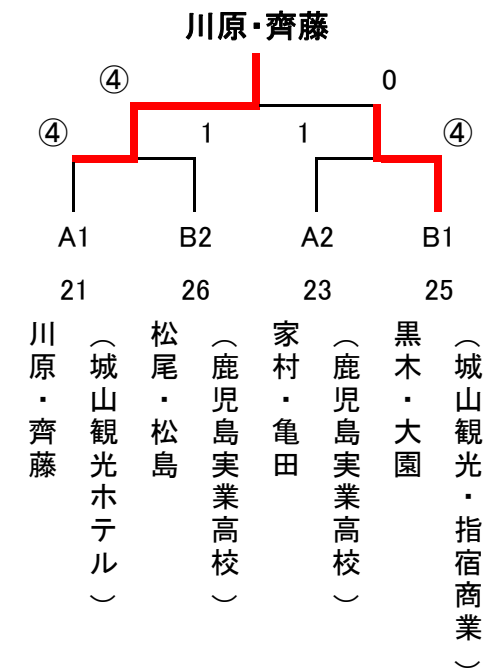 川原・齊藤
④ 0
④ 1 1 ④
A1 B2 A2 B1
21 26 23 25
川原・齊藤
（城山観光ホテル）
松尾・松島
（鹿児島実業高校）
家村・亀田
（鹿児島実業高校）
黒木・大園
（城山観光・指宿商業）